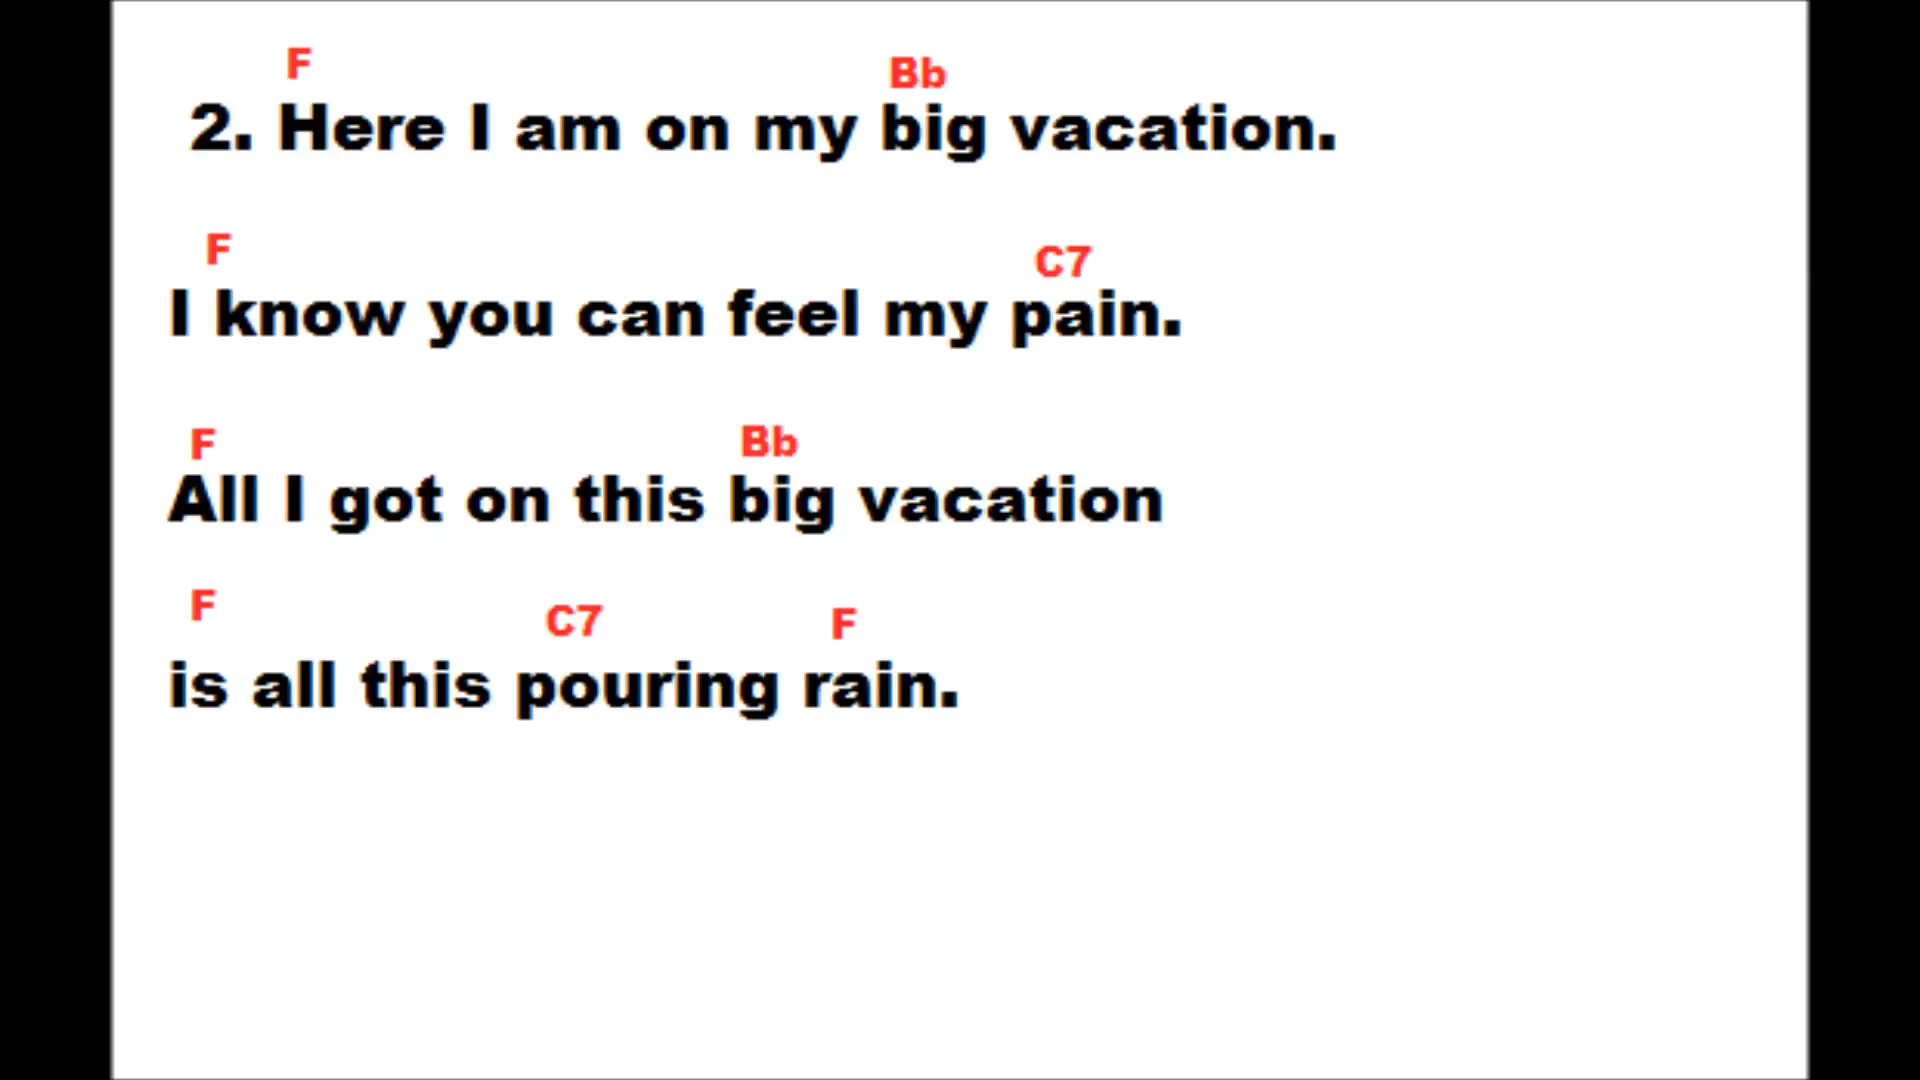 F Bb
2. Here I am on my big vacation.
F C7
I know you can feel my pain.
F Bb
All I got on this big vacation
F C7 F
is all this pouring rain.